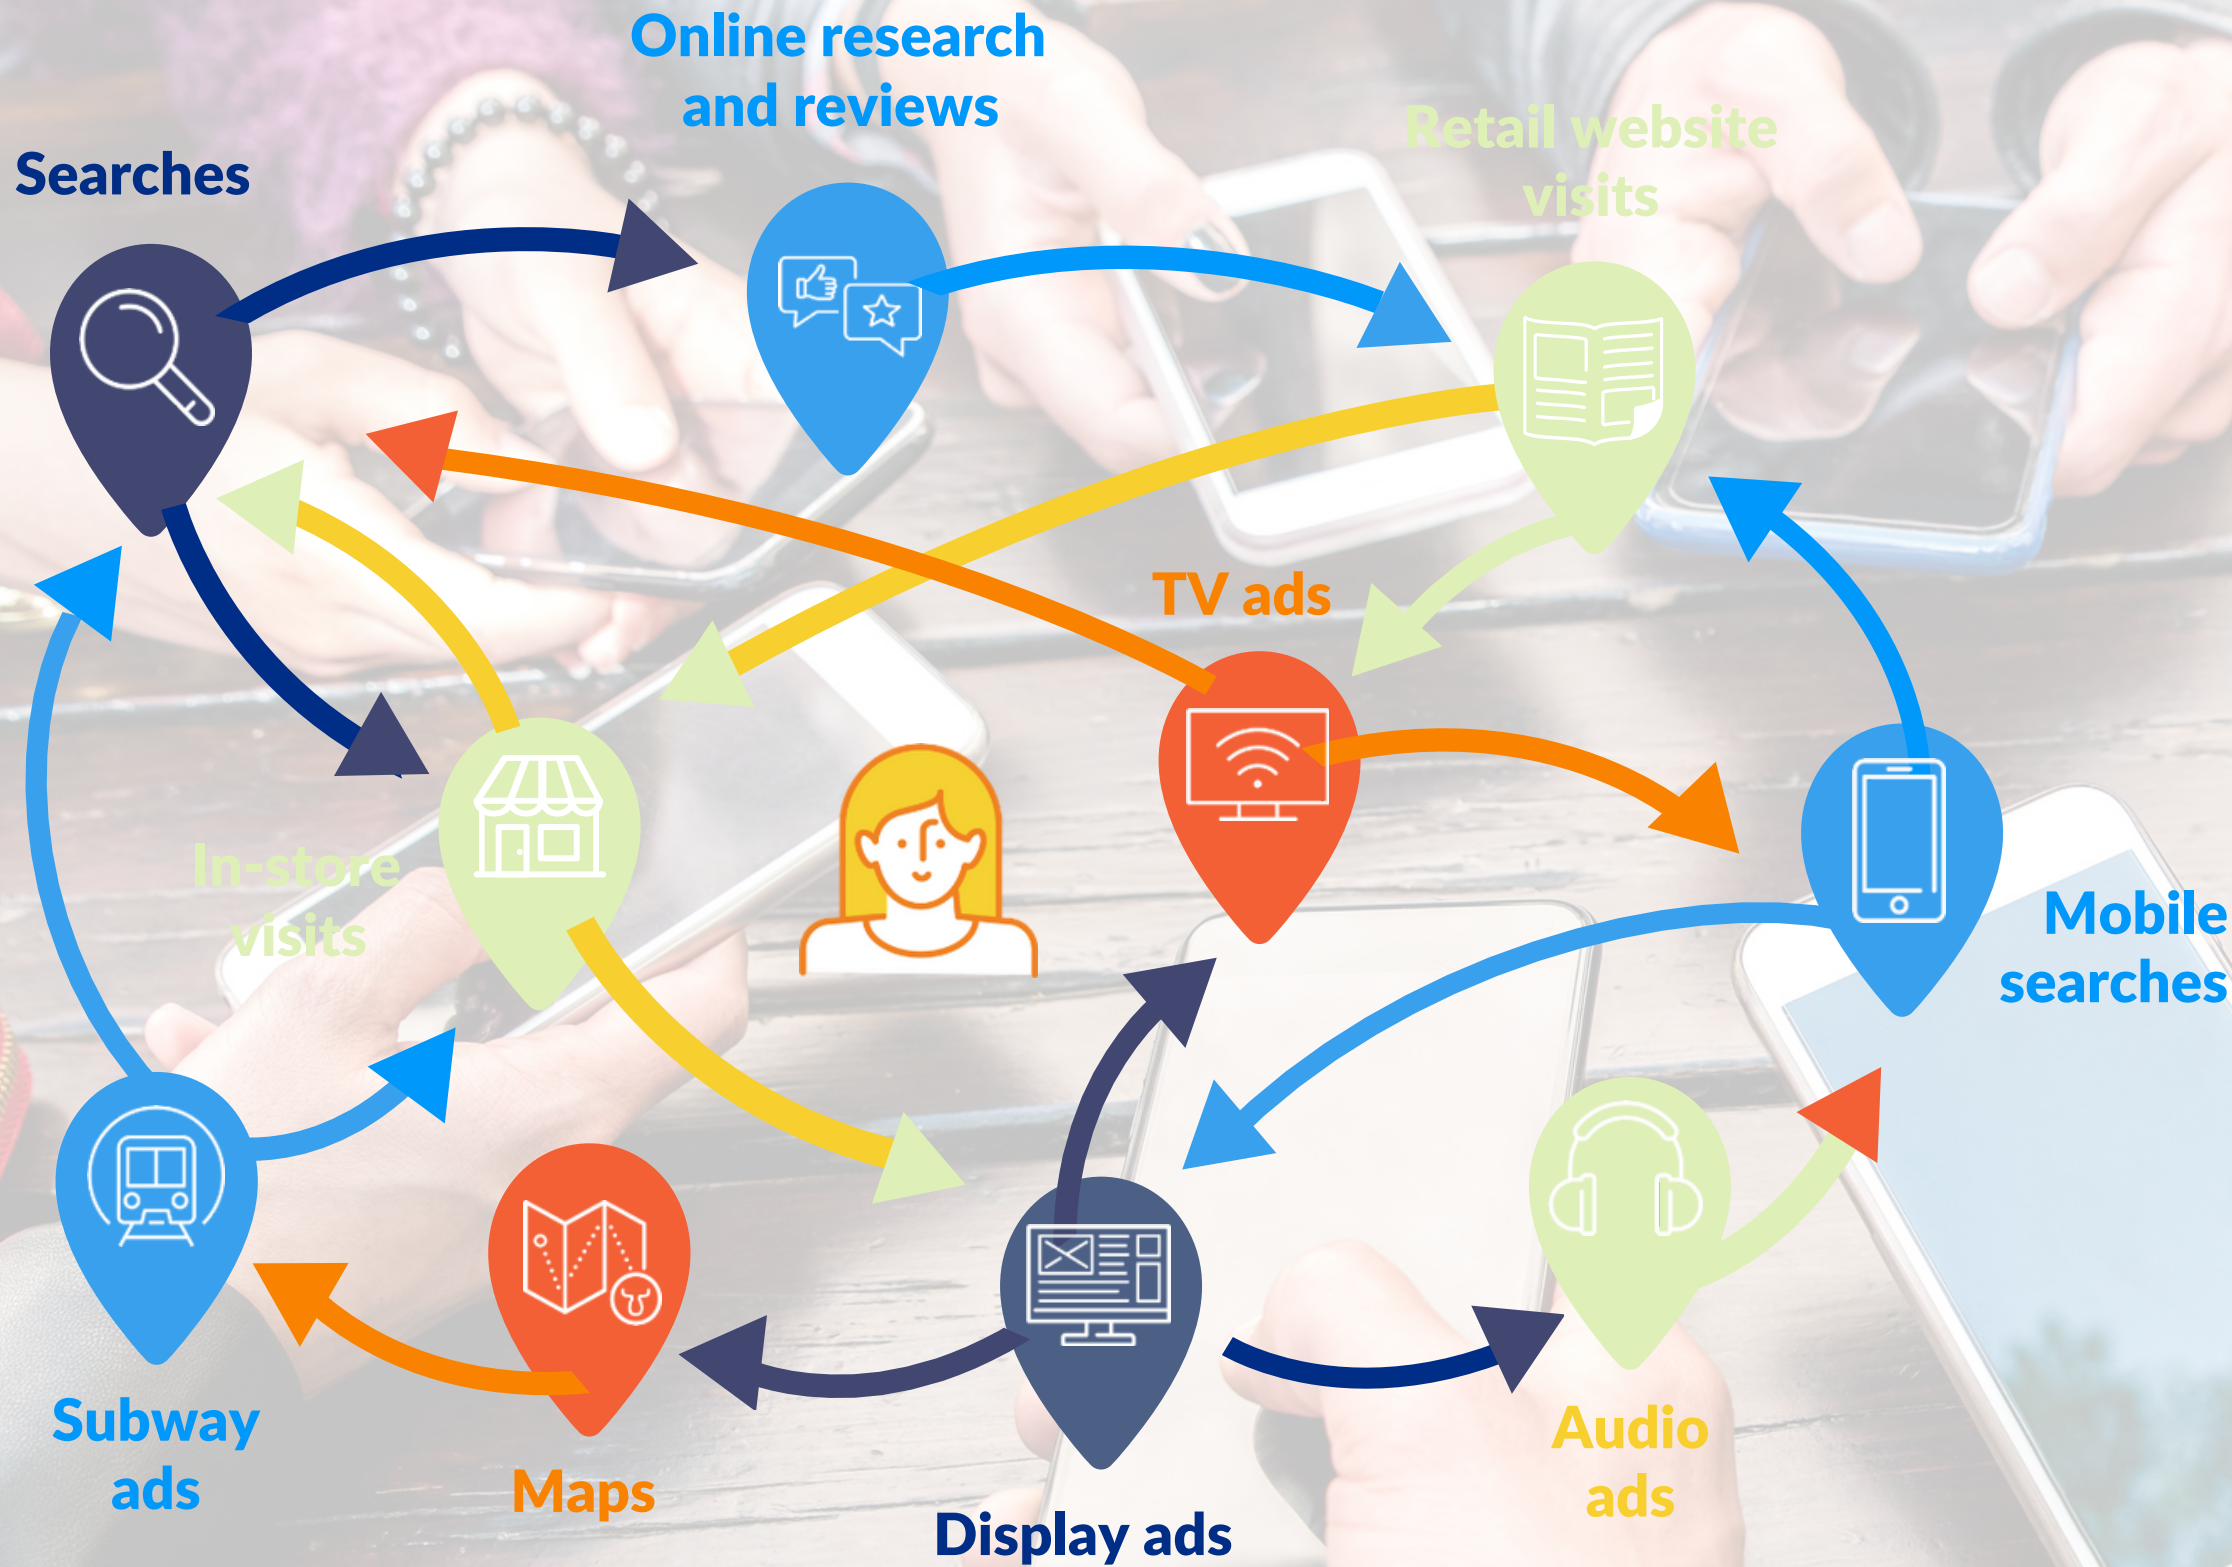 Online research
and reviews
Retail website
visits
Searches
TV ads
In-store
visits
Mobile
searches
Subway
ads
Maps
Display ads
Audio
ads